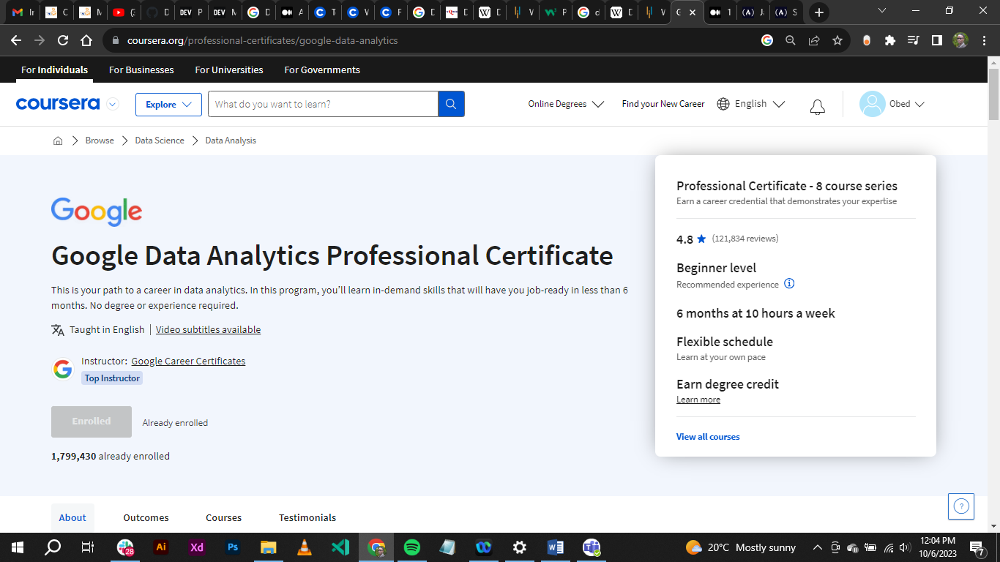 coursera.org/professional-certificates/google-data-analytics
For Individuals
For Businesses
For Universities
For Governments
coursera
Explore
What do you want to learn?
Online Degrees
Find your New Career
English
Obed
Browse
Data Science
Data Analysis
Google
Google Data Analytics Professional Certificate
This is your path to a career in data analytics. In this program, you'll learn in-demand skills that will have you job-ready in less than 6
months. No degree or experience required.
Taught in English | Video subtitles available
Instructor: Google Career Certificates
Top Instructor
Enrolled
Already enrolled
1,799,430 already enrolled
Professional Certificate - 8 course series
Earn a career credential that demonstrates your expertise
4.8 ★ (121,834 reviews)
Beginner level
Recommended experience
6 months at 10 hours a week
Flexible schedule
Learn at your own pace
Earn degree credit
Learn more
View all courses
About
Outcomes
Courses
Testimonials
28
Ai
Xd
Ps
20°C Mostly sunny
12:04 PM
10/6/2023
7